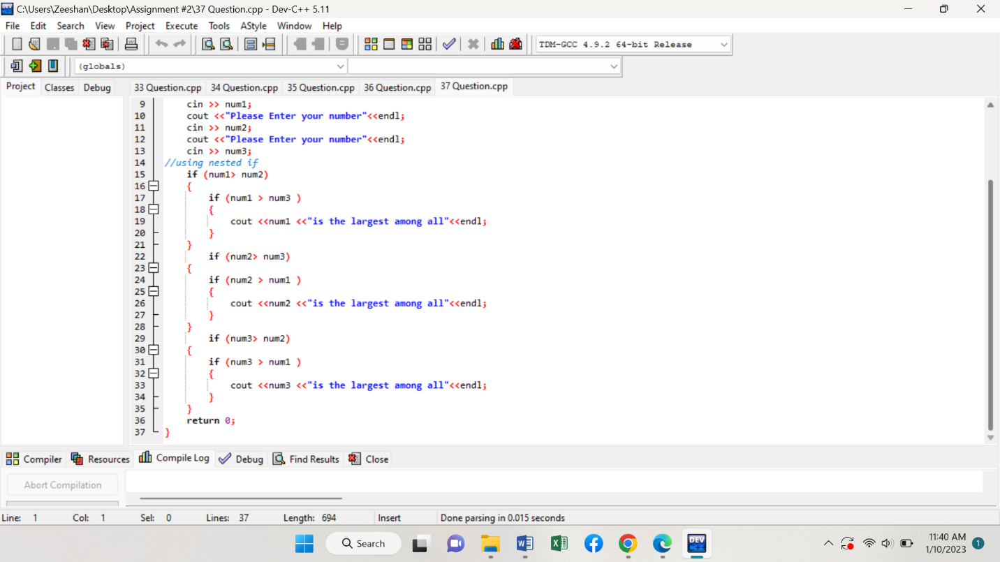 C:\Users\Zeeshan\Desktop\Assignment #2\37 Question.cpp - Dev-C++ 5.11
File Edit Search View Project Execute Tools AStyle Window Help
TDM-GCC 4.9.2 64-bit Release
(globals)
Project Classes Debug
33 Question.cpp 34 Question.cpp 35 Question.cpp 36 Question.cpp 37 Question.cpp
9 cin >> num1;
10 cout <<"Please Enter your number"<<endl;
11 cin >> num2;
12 cout <<"Please Enter your number"<<endl;
13 cin >> num3;
14 //using nested if
15 if (num1> num2)
16 {
17 if (num1 > num3 )
18 {
19 cout <<num1 <<"is the largest among all"<<endl;
20 }
21 }
22 if (num2> num3)
23 {
24 if (num2 > num1 )
25 {
26 cout <<num2 <<"is the largest among all"<<endl;
27 }
28 }
29 if (num3> num2)
30 {
31 if (num3 > num1 )
32 {
33 cout <<num3 <<"is the largest among all"<<endl;
34 }
35 }
36 return 0;
37 }
Compiler Resources Compile Log Debug Find Results Close
Abort Compilation
Line: 1 Col: 1 Sel: 0 Lines: 37 Length: 694 Insert Done parsing in 0.015 seconds
Search
DEV
11:40 AM
1/10/2023
1